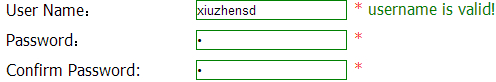 User Name： xiuzhensd * username is valid!
Password： • *
Confirm Password: • *